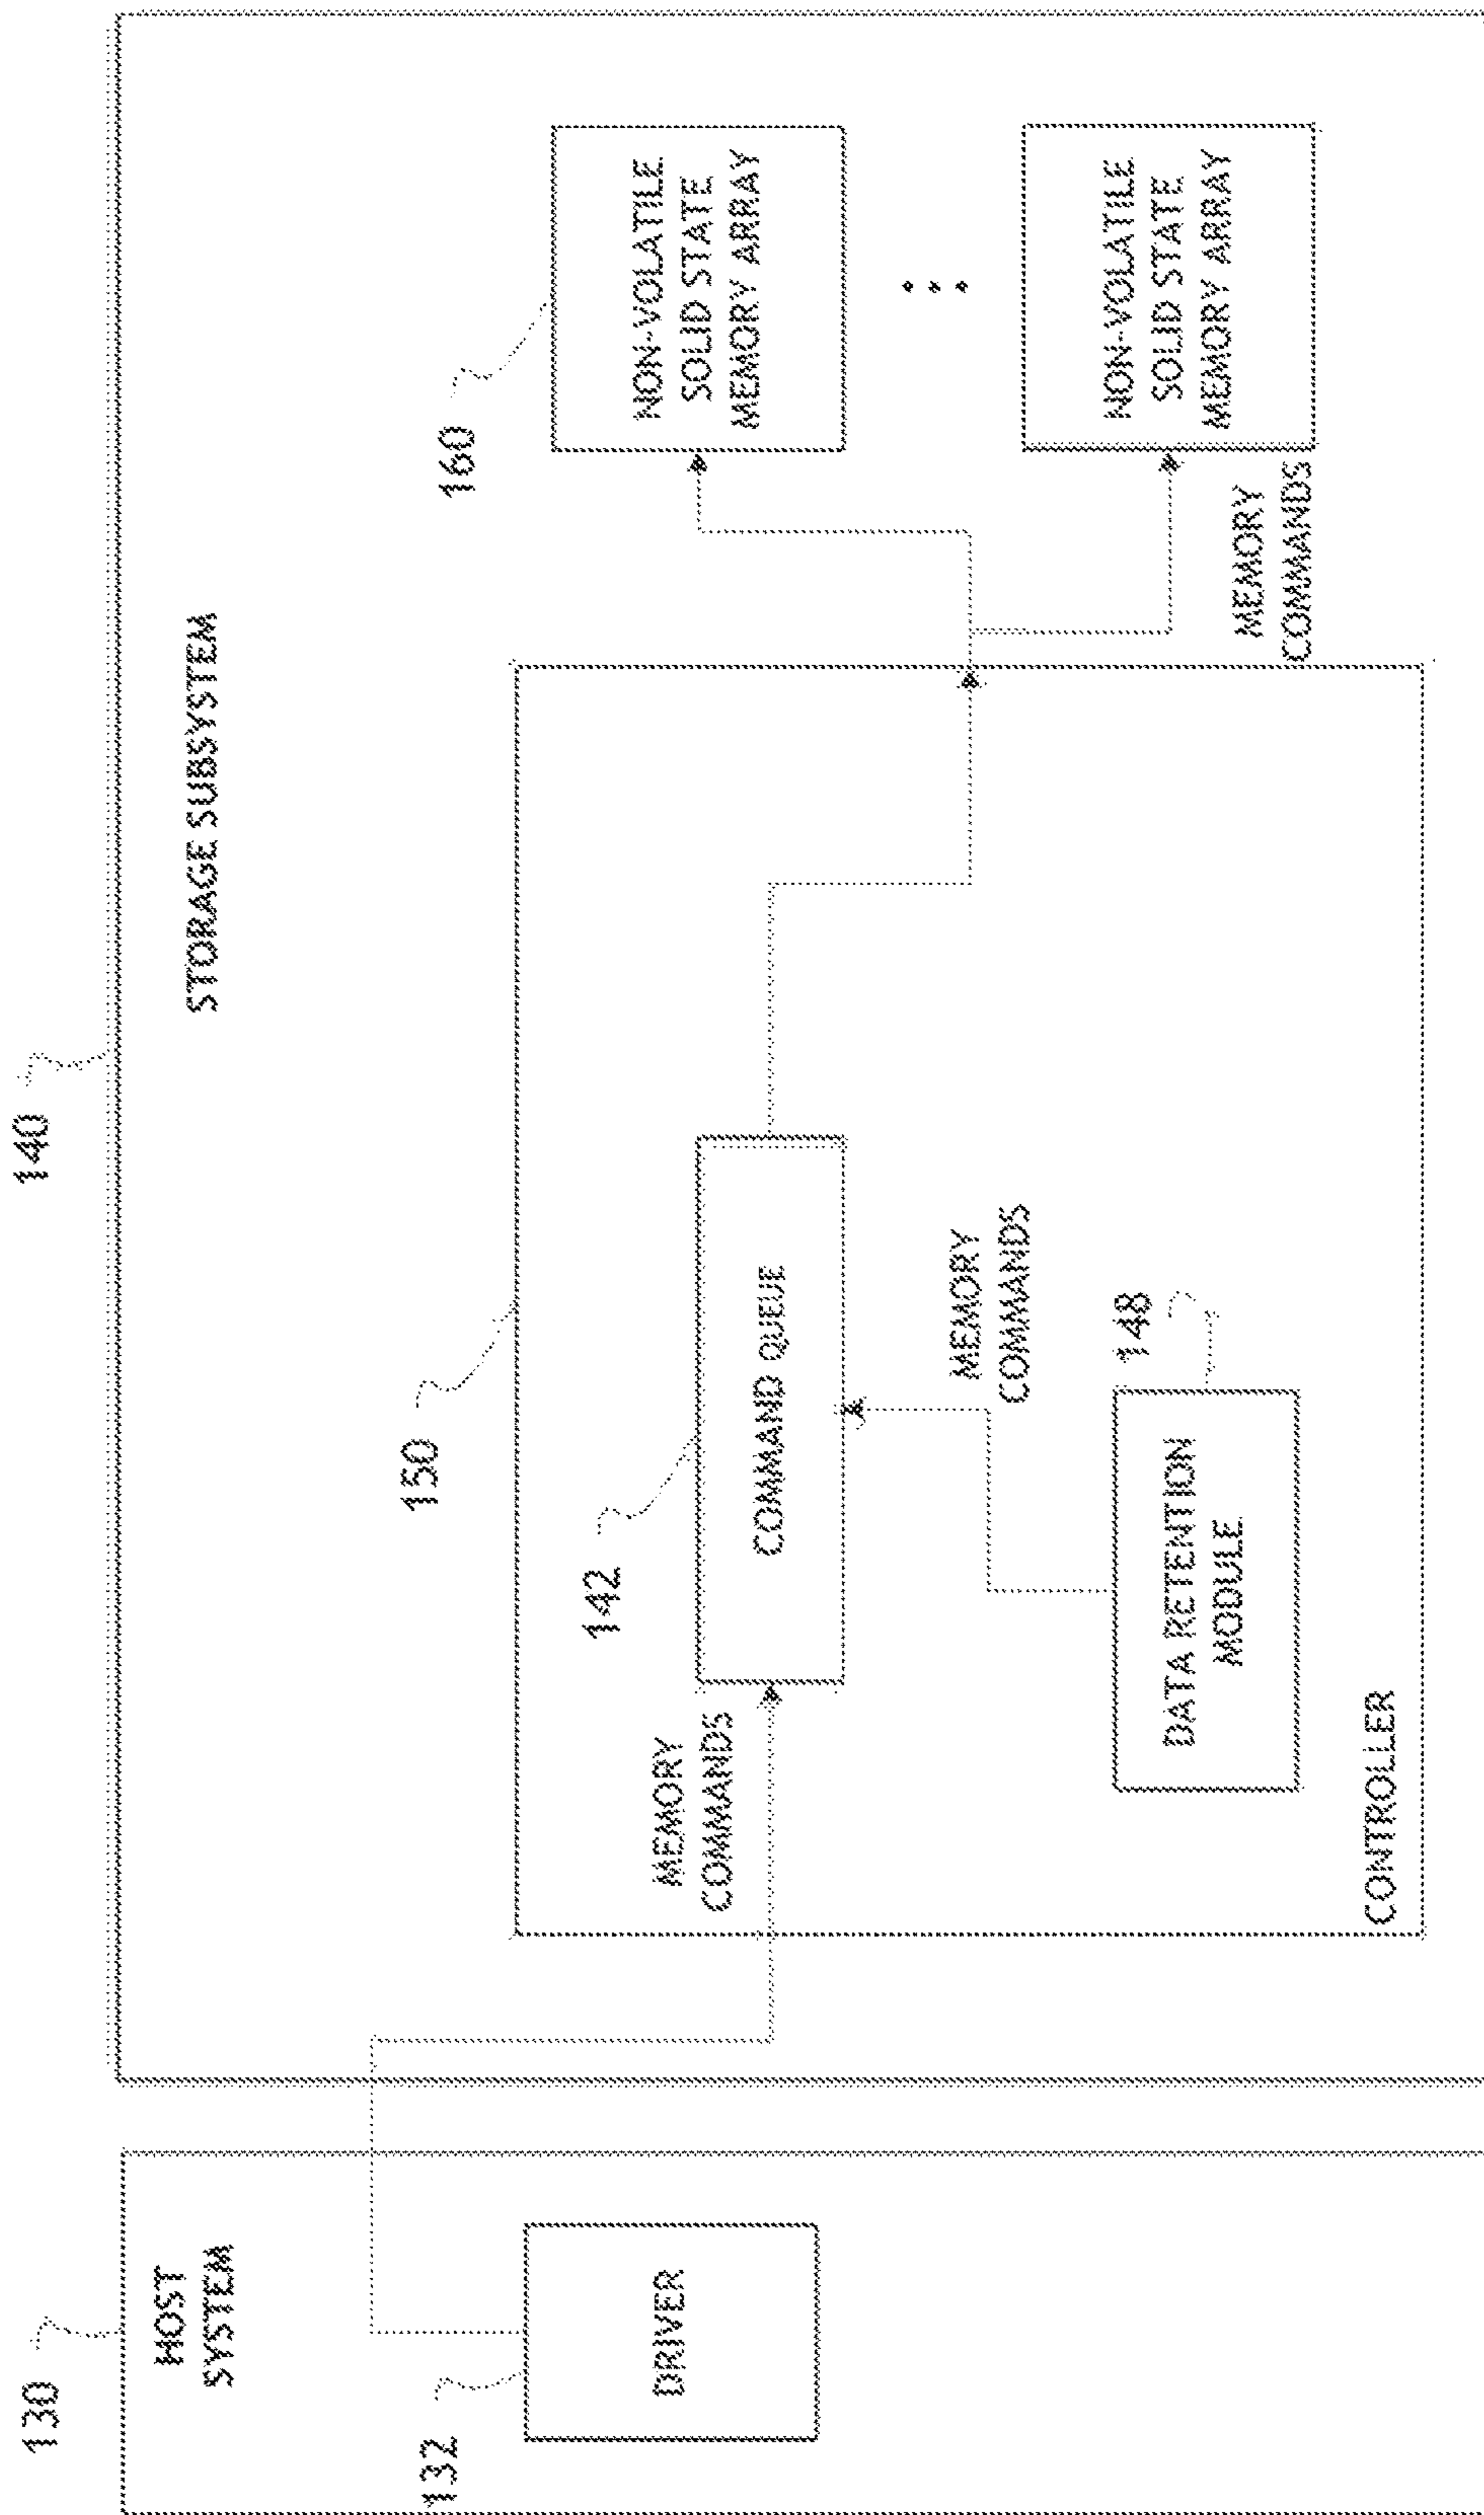 130
HOST
SYSTEM
132
DRIVER
140
STORAGE SUBSYSTEM
150
142
COMMAND QUEUE
MEMORY
COMMANDS
MEMORY
COMMANDS
148
DATA RETENTION
MODULE
CONTROLLER
160
NON-VOLATILE
SOLID STATE
MEMORY ARRAY
NON-VOLATILE
SOLID STATE
MEMORY ARRAY
MEMORY
COMMANDS